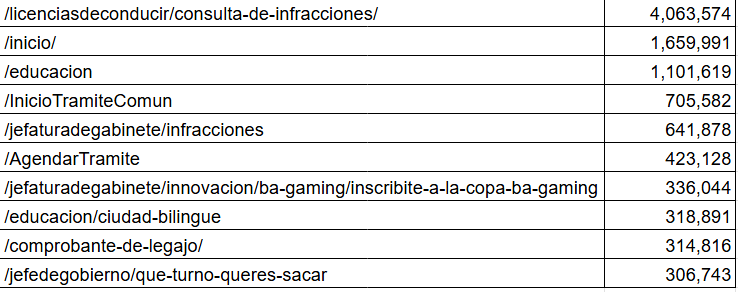 /licenciasdeconducir/consulta-de-infracciones/ 4,063,574
/inicio/ 1,659,991
/educacion 1,101,619
/InicioTramiteComun 705,582
/jefaturadegabinete/infracciones 641,878
/AgendarTramite 423,128
/jefaturadegabinete/innovacion/ba-gaming/inscribite-a-la-copa-ba-gaming 336,044
/educacion/ciudad-bilingue 318,891
/comprobante-de-legajo/ 314,816
/jefedegobierno/que-turno-queres-sacar 306,743